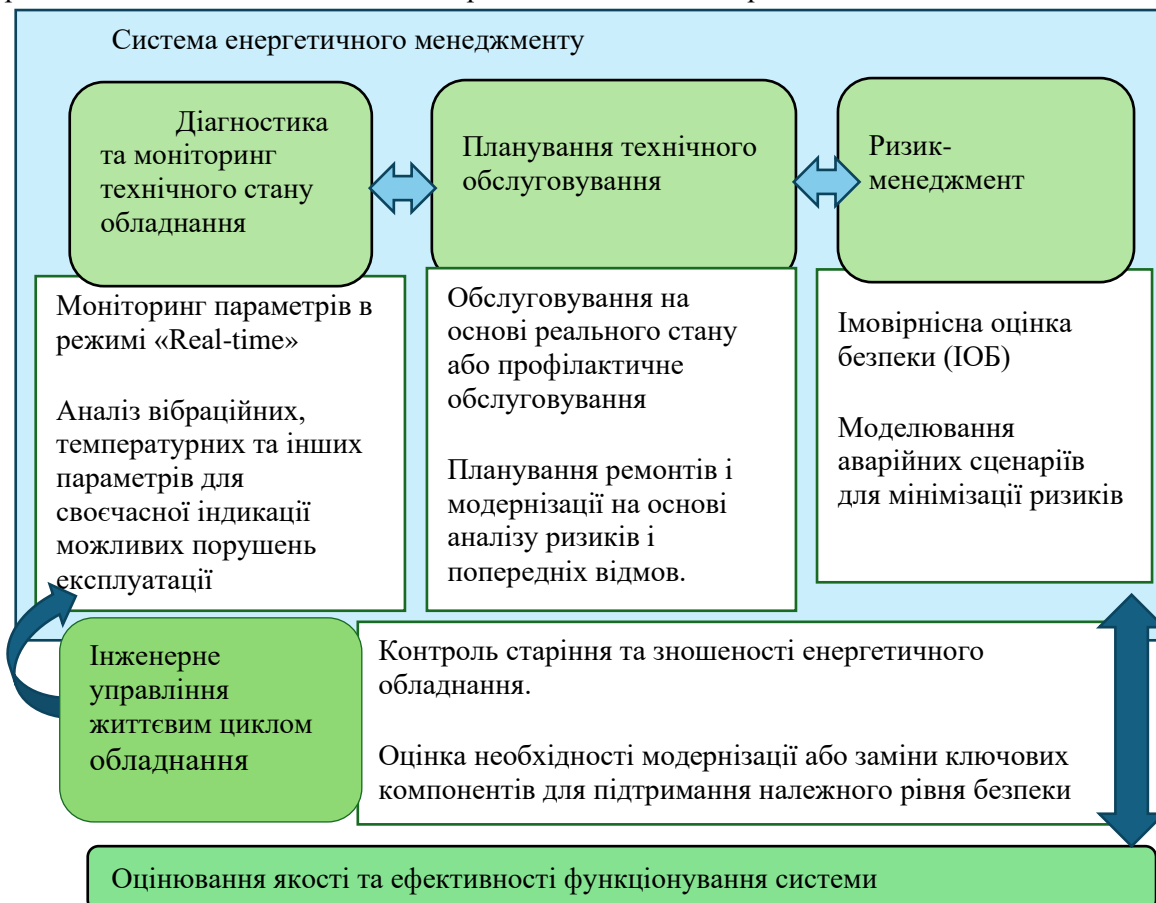 Система енергетичного менеджменту
Діагностика
та моніторинг
технічного стану
обладнання
Планування технічного
обслуговування
Ризик-
менеджмент
Моніторинг параметрів в
режимі «Real-time»
Аналіз вібраційних,
температурних та інших
параметрів для
своєчасної індикації
можливих порушень
експлуатації
Обслуговування на
основі реального стану
або профілактичне
обслуговування
Планування ремонтів і
модернізації на основі
аналізу ризиків і
попередніх відмов.
Імовірнісна оцінка
безпеки (ІОБ)
Моделювання
аварійних сценаріїв
для мінімізації ризиків
Інженерне
управління
життєвим циклом
обладнання
Контроль старіння та зношеності енергетичного
обладнання.
Оцінка необхідності модернізації або заміни ключових
компонентів для підтримання належного рівня безпеки
Оцінювання якості та ефективності функціонування системи